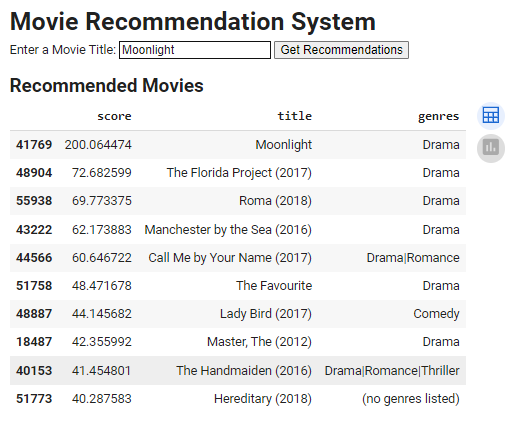 Movie Recommendation System
Enter a Movie Title: Moonlight Get Recommendations
Recommended Movies
score title genres
41769 200.064474 Moonlight Drama
48904 72.682599 The Florida Project (2017) Drama
55938 69.773375 Roma (2018) Drama
43222 62.173883 Manchester by the Sea (2016) Drama
44566 60.646722 Call Me by Your Name (2017) Drama|Romance
51758 48.471678 The Favourite Drama
48887 44.145682 Lady Bird (2017) Comedy
18487 42.355992 Master, The (2012) Drama
40153 41.454801 The Handmaiden (2016) Drama|Romance|Thriller
51773 40.287583 Hereditary (2018) (no genres listed)